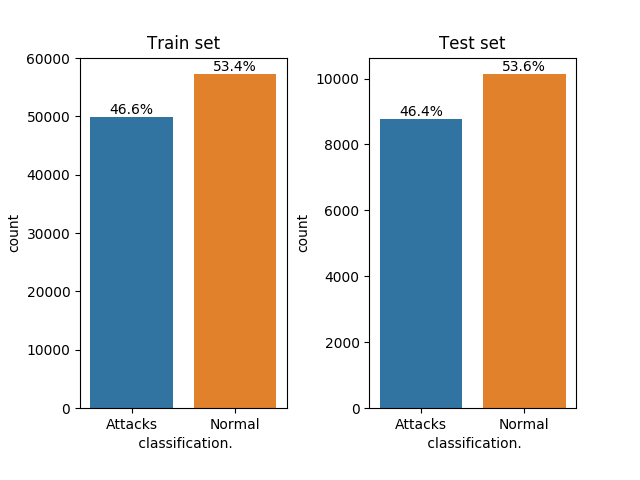 Train set
60000
50000
40000
30000
20000
10000
0
count
46.6%
53.4%
Attacks
Normal
classification.
Test set
10000
8000
6000
4000
2000
0
count
46.4%
53.6%
Attacks
Normal
classification.